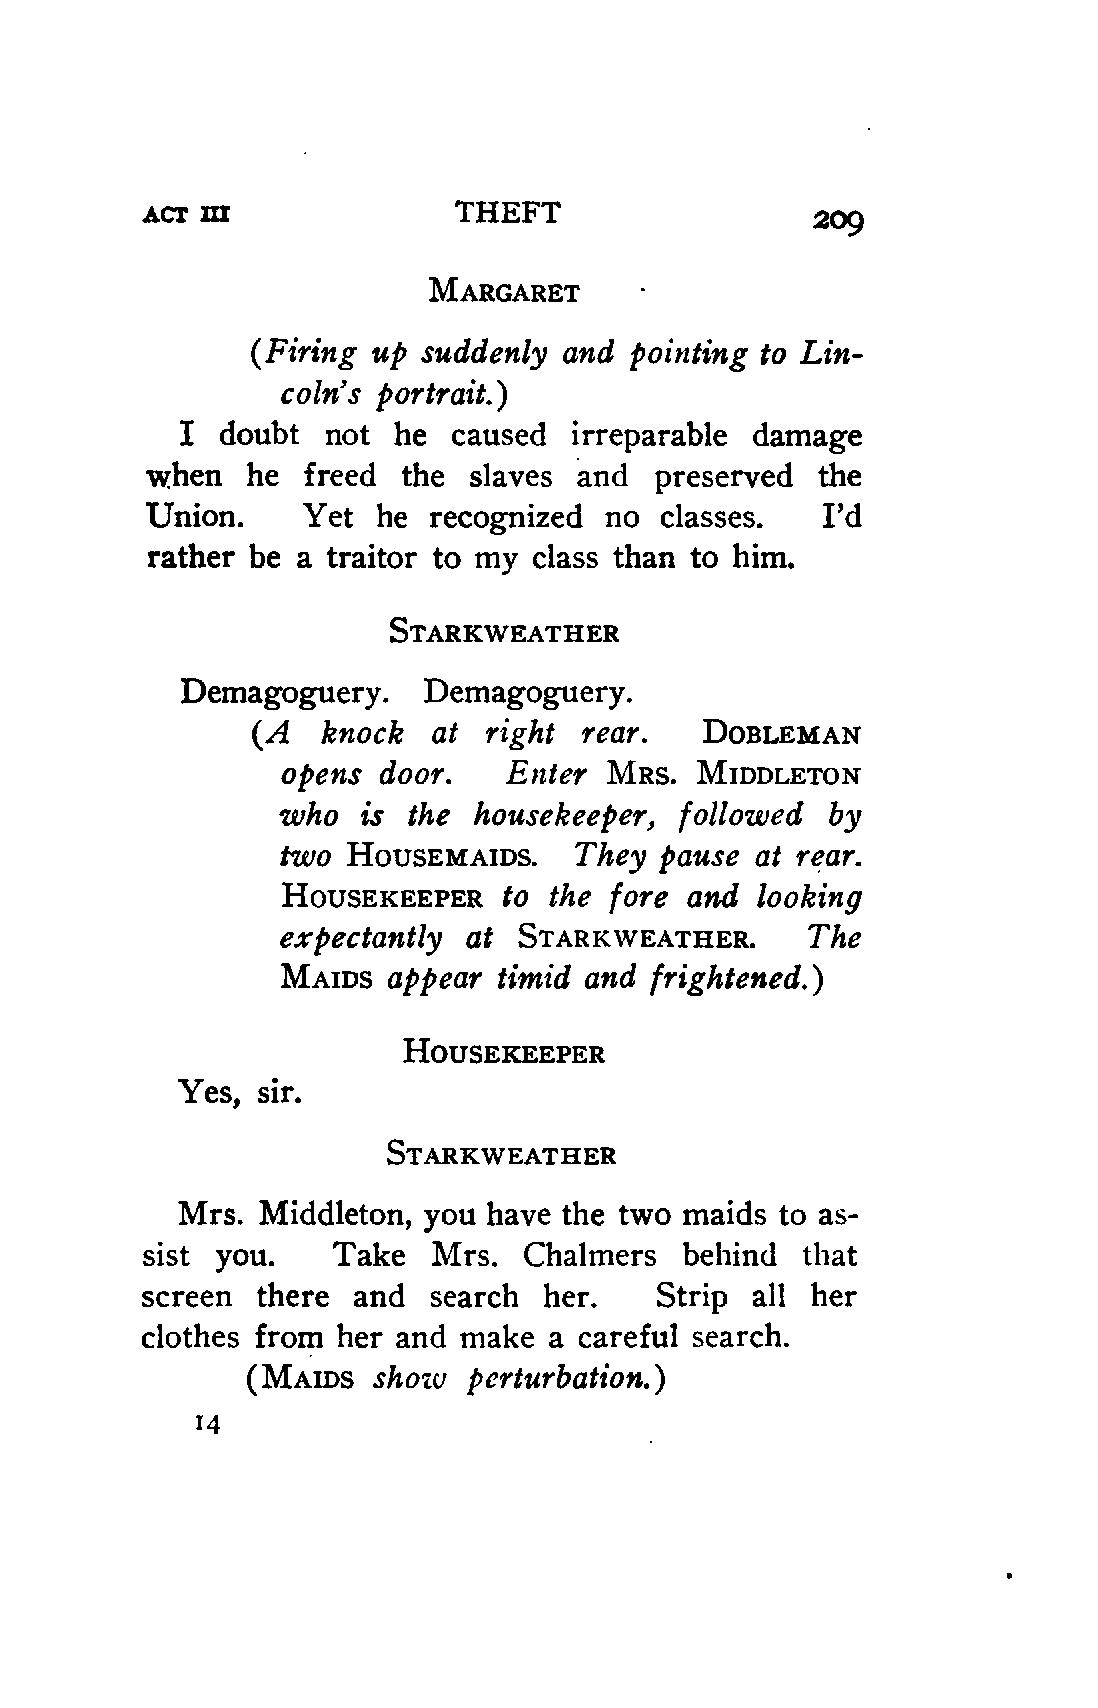 ACT III THEFT 209
MARGARET
(Firing up suddenly and pointing to Lin-
coln's portrait.)
I doubt not he caused irreparable damage
when he freed the slaves and preserved the
Union. Yet he recognized no classes. I'd
rather be a traitor to my class than to him.
STARKWEATHER
Demagoguery. Demagoguery.
(A knock at right rear. DOBLEMAN
opens door. Enter MRS. MIDDLETON
who is the housekeeper, followed by
two HOUSEMAIDS. They pause at rear.
HOUSEKEEPER to the fore and looking
expectantly at STARKWEATHER. The
MAIDS appear timid and frightened.)
HOUSEKEEPER
Yes, sir.
STARKWEATHER
Mrs. Middleton, you have the two maids to as-
sist you. Take Mrs. Chalmers behind that
screen there and search her. Strip all her
clothes from her and make a careful search.
(MAIDS show perturbation.)
14